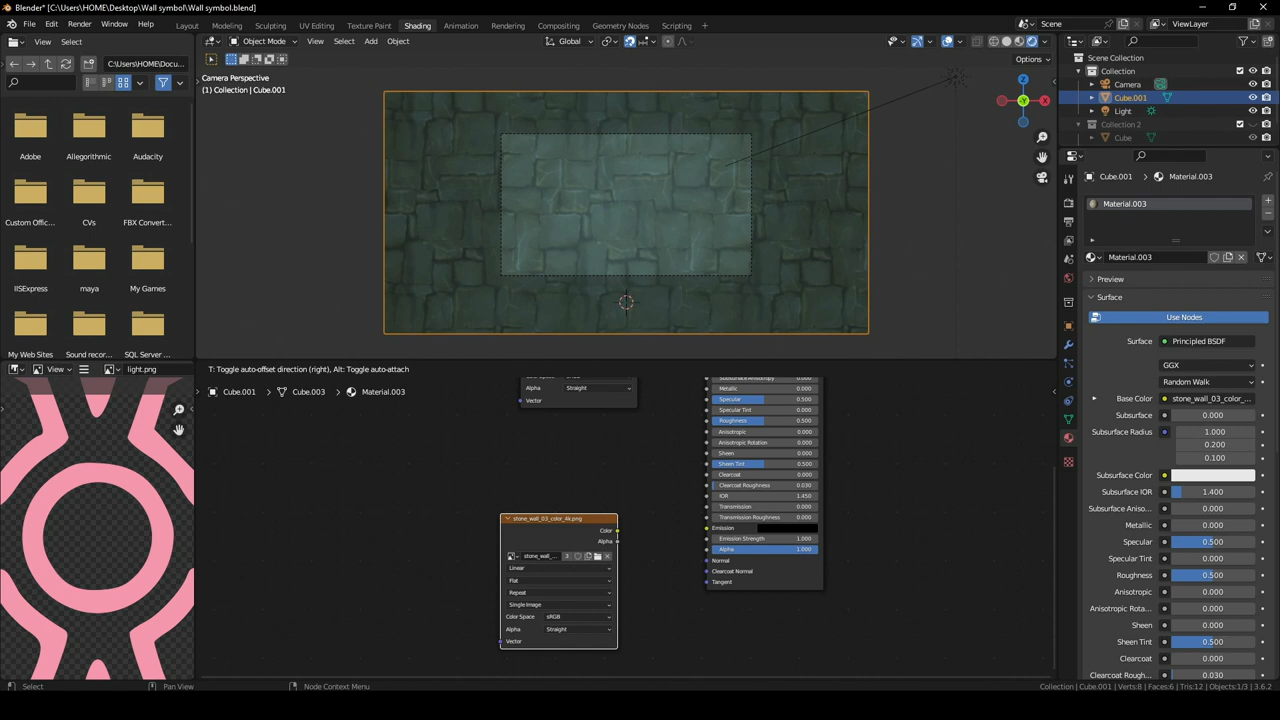 Blender* [C:\Users\HOME\Desktop\Wall symbol\Wall symbol.blend]
File Edit Render Window Help Layout Modeling Sculpting UV Editing Texture Paint Shading Animation Rendering Compositing Geometry Nodes Scripting + Scene ViewLayer
View Select Object Mode View Select Add Object Global
C:\Users\HOME\Docu... Options
Camera Perspective
(1) Collection | Cube.001
Adobe Allegorithmic Audacity
Custom Offic... CVs FBX Convert...
IISExpress maya My Games
My Web Sites Sound recor... SQL Server ...
View light.png
X Y Z
Scene Collection
Collection
Camera
Cube.001
Light
Collection 2
Cube
Cube.001 > Material.003
Material.003
Material.003
Preview
Surface
Use Nodes
Surface Principled BSDF
GGX
Random Walk
Base Color stone_wall_03_color_...
Subsurface 0.000
Subsurface Radius 1.000
0.200
0.100
Subsurface Color
Subsurface IOR 1.400
Subsurface Aniso... 0.000
Metallic 0.000
Specular 0.500
Specular Tint 0.000
Roughness 0.500
Anisotropic 0.000
Anisotropic Rota... 0.000
Sheen 0.000
Sheen Tint 0.500
Clearcoat 0.000
Clearcoat Rough... 0.030
T: Toggle auto-offset direction (right), Alt: Toggle auto-attach
Cube.001 > Cube.003 > Material.003
Alpha Straight
Vector
Metallic 0.000
Specular 0.500
Specular Tint 0.000
Roughness 0.500
Anisotropic 0.000
Anisotropic Rotation 0.000
Sheen 0.000
Sheen Tint 0.500
Clearcoat 0.000
Clearcoat Roughness 0.030
IOR 1.450
Transmission 0.000
Transmission Roughness 0.000
Emission
Emission Strength 1.000
Alpha 1.000
Normal
Clearcoat Normal
Tangent
stone_wall_03_color_4k.png
Color
Alpha
stone_wall_... 3
Linear
Flat
Repeat
Single Image
Color Space sRGB
Alpha Straight
Vector
Select Pan View Node Context Menu Collection | Cube.001 | Verts:8 | Faces:6 | Tris:12 | Objects:1/3 | 3.6.2